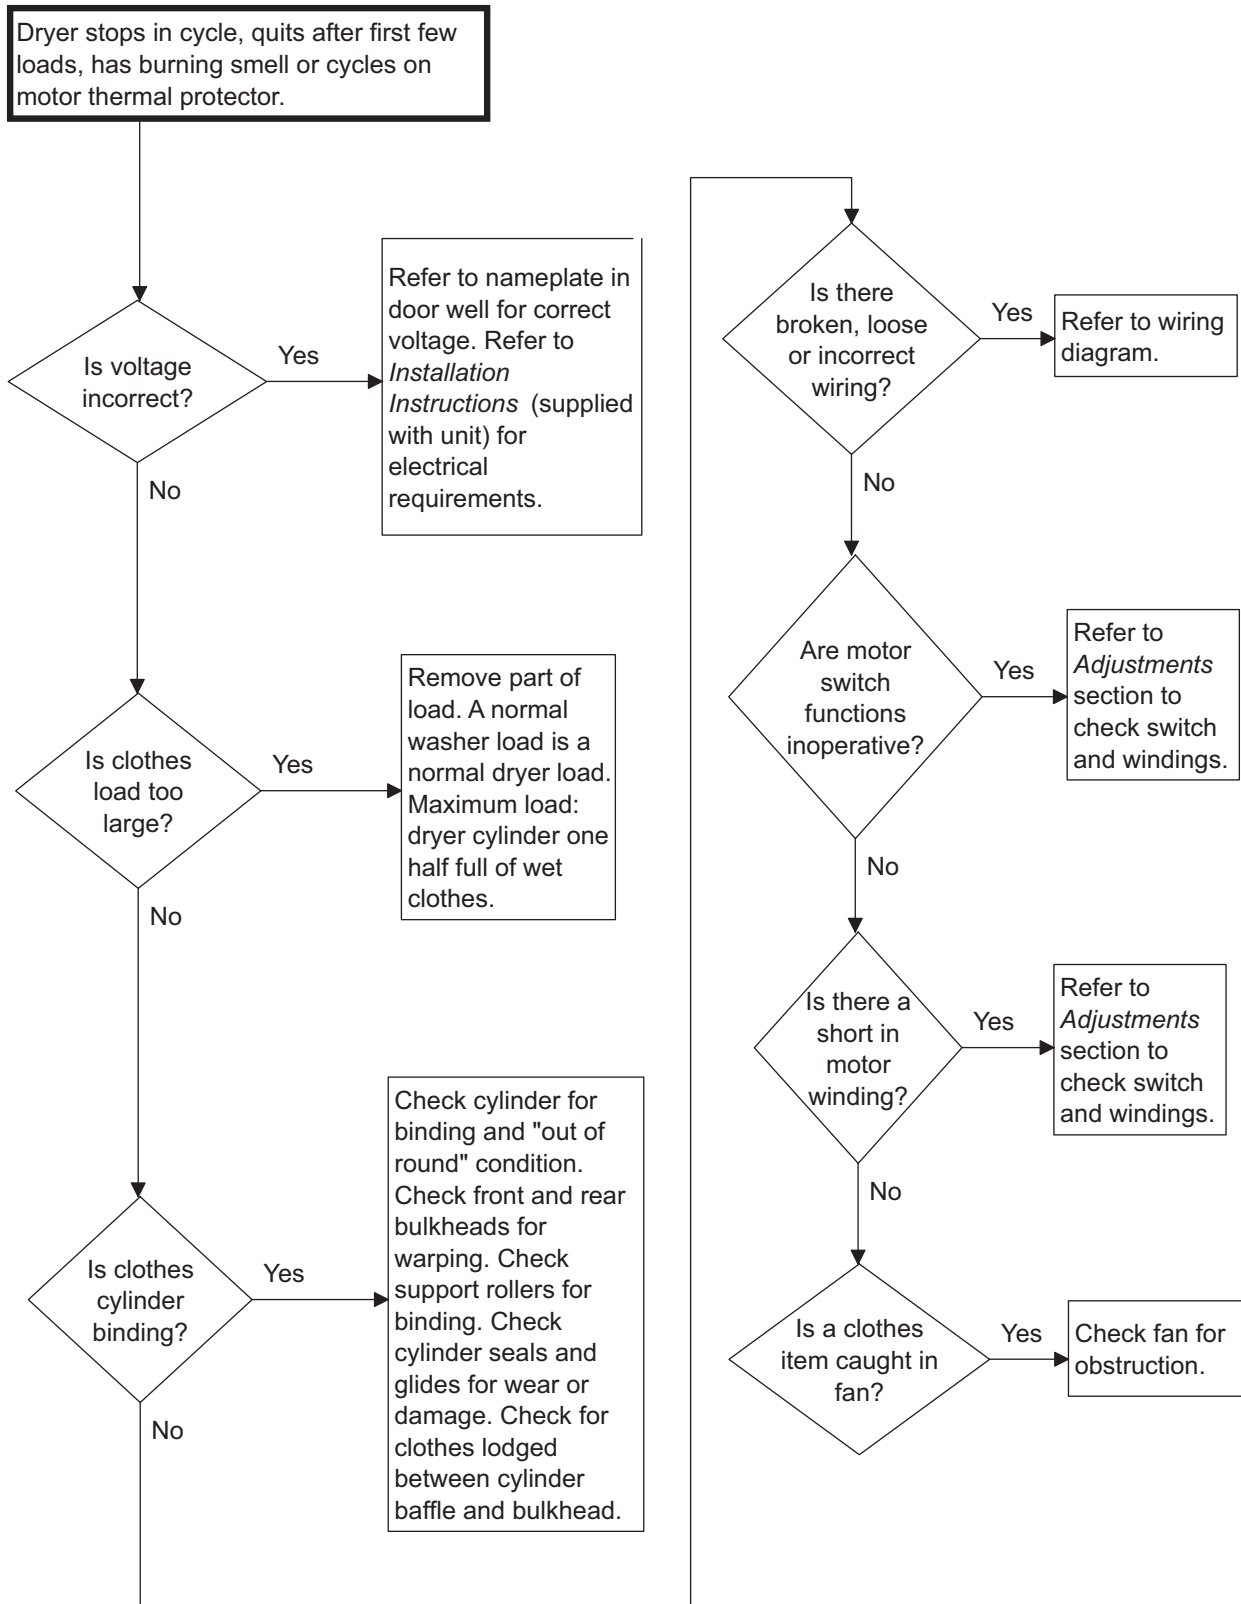 Dryer stops in cycle, quits after first few
loads, has burning smell or cycles on
motor thermal protector.
Is voltage
incorrect?
Yes
Refer to nameplate in
door well for correct
voltage. Refer to
Installation
Instructions (supplied
with unit) for
electrical
requirements.
No
Is clothes
load too
large?
Yes
Remove part of
load. A normal
washer load is a
normal dryer load.
Maximum load:
dryer cylinder one
half full of wet
clothes.
No
Is clothes
cylinder
binding?
Yes
Check cylinder for
binding and "out of
round" condition.
Check front and rear
bulkheads for
warping. Check
support rollers for
binding. Check
cylinder seals and
glides for wear or
damage. Check for
clothes lodged
between cylinder
baffle and bulkhead.
No
Is there
broken, loose
or incorrect
wiring?
Yes
Refer to wiring
diagram.
No
Are motor
switch
functions
inoperative?
Yes
Refer to
Adjustments
section to
check switch
and windings.
No
Is there a
short in
motor
winding?
Yes
Refer to
Adjustments
section to
check switch
and windings.
No
Is a clothes
item caught in
fan?
Yes
Check fan for
obstruction.